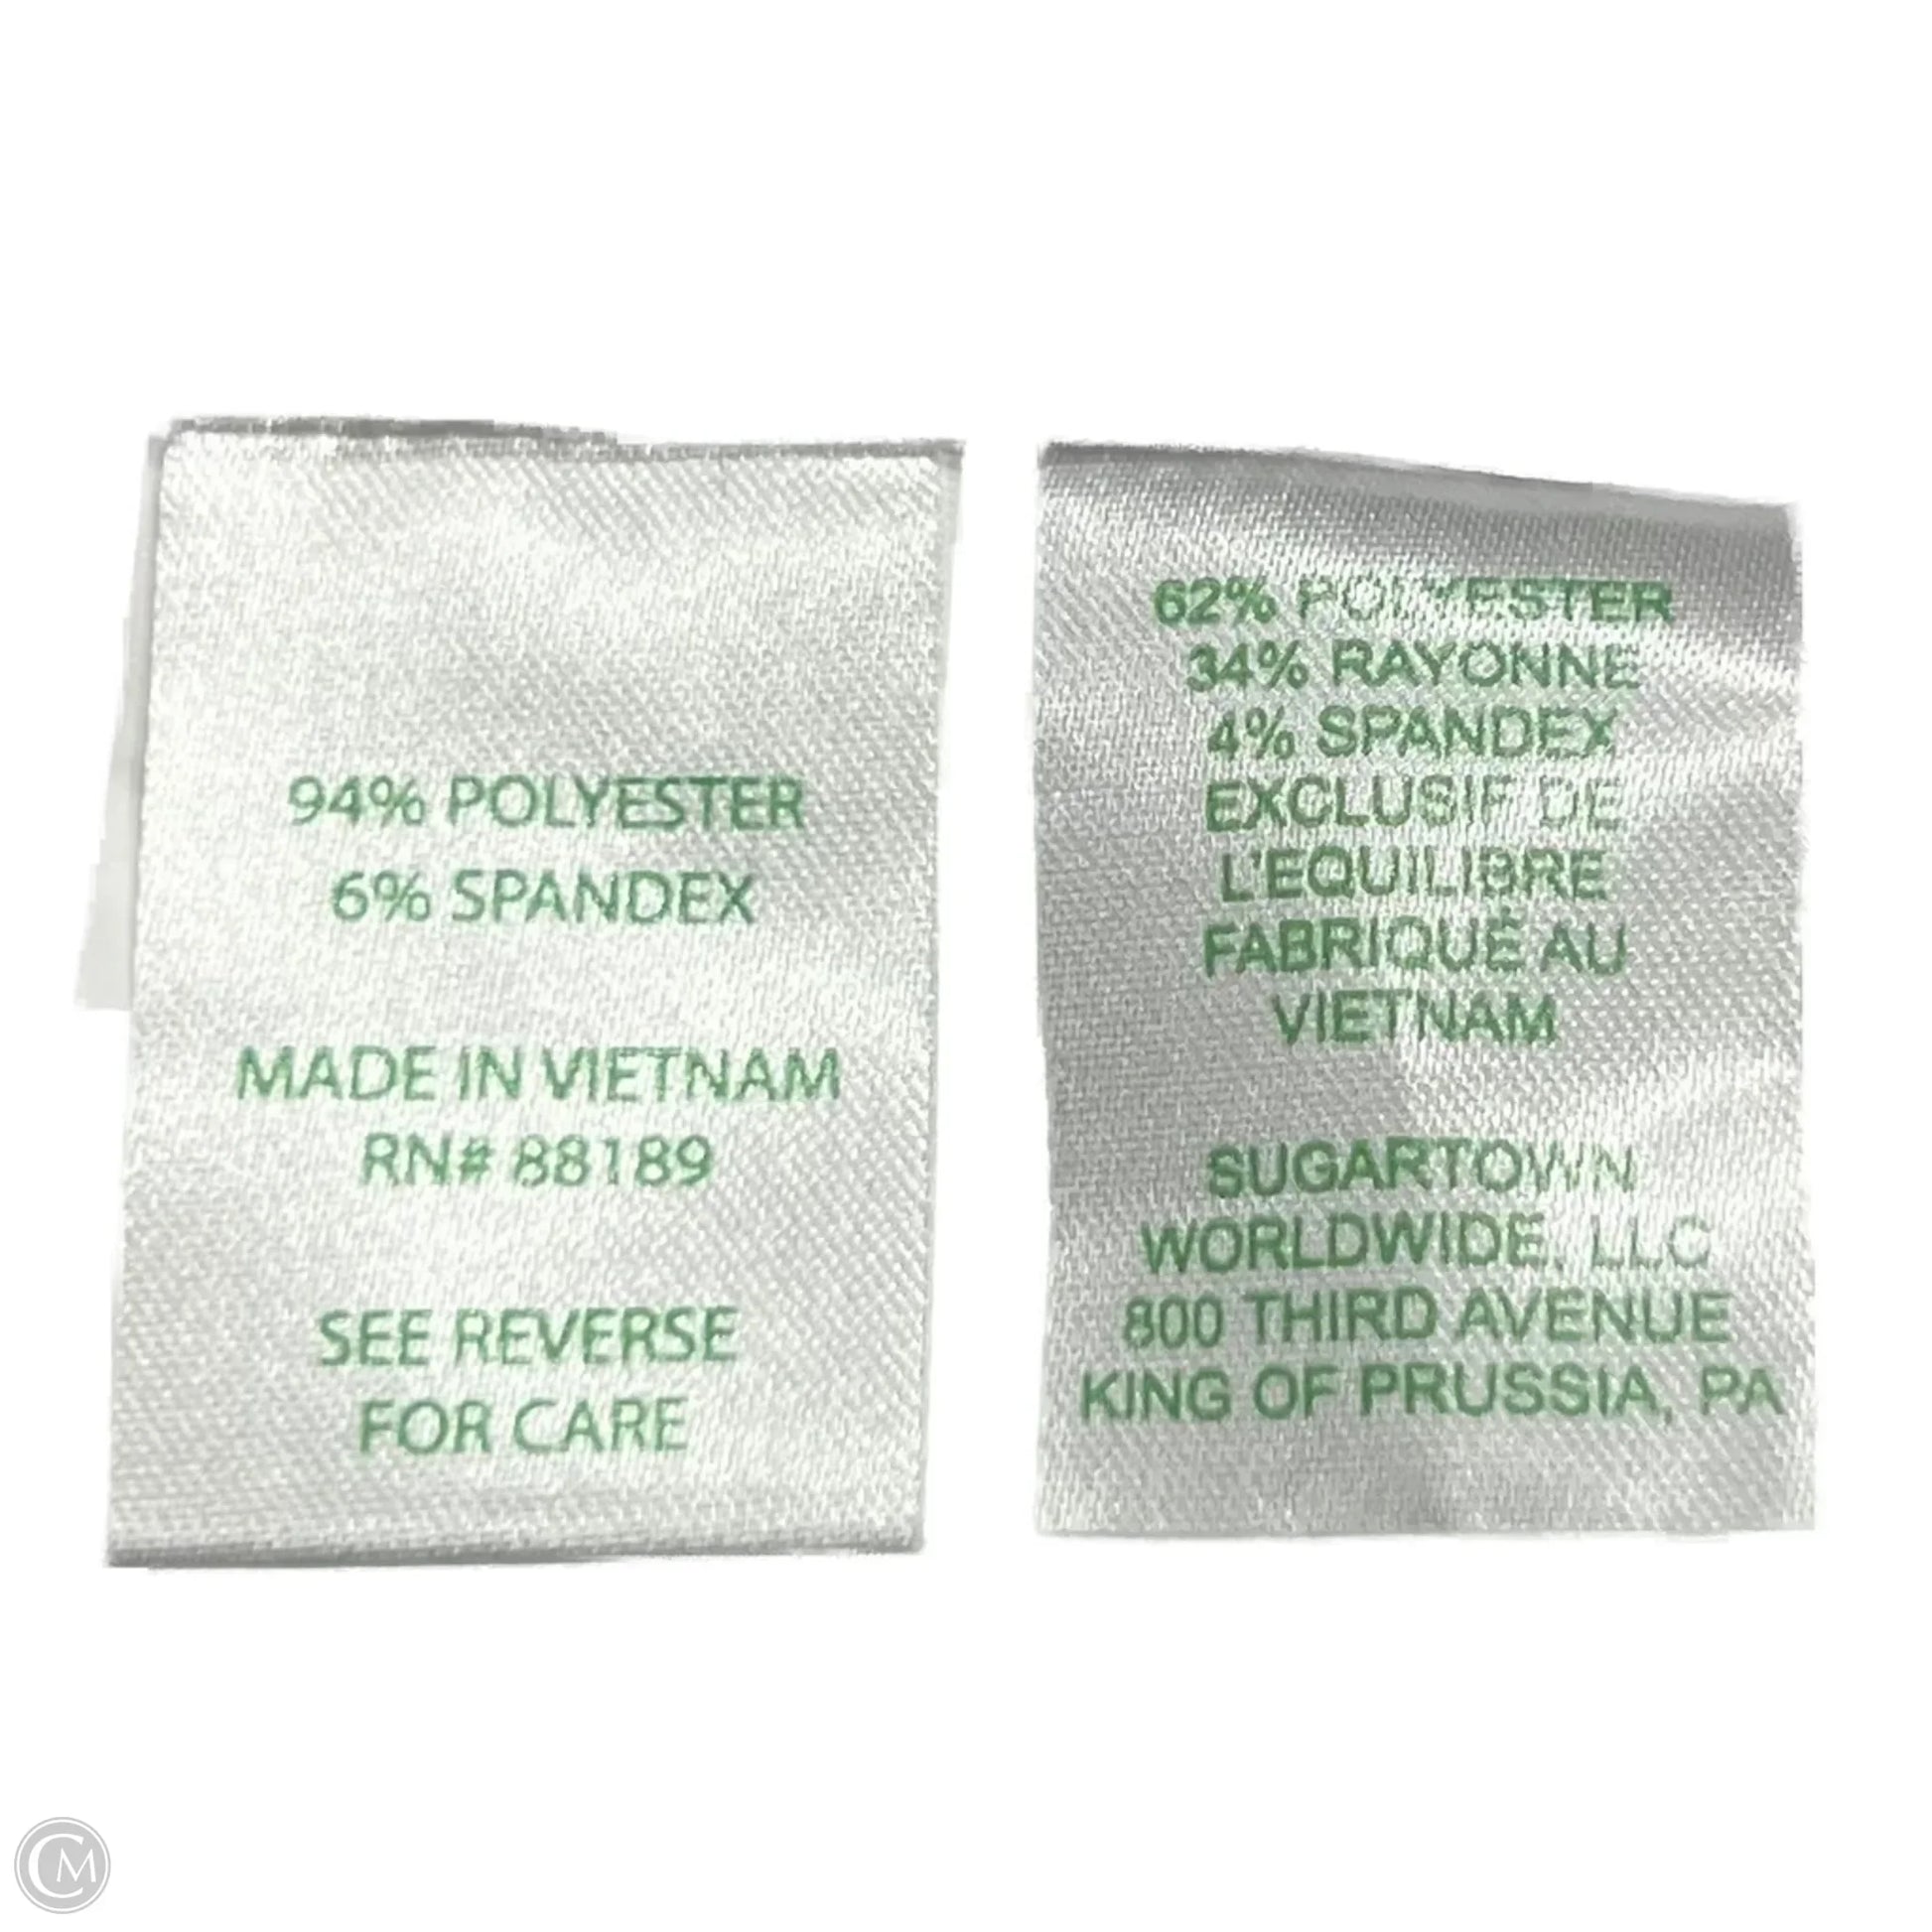 94% POLYESTER
6% SPANDEX
MADE IN VIETNAM
RN# 88189
SEE REVERSE
FOR CARE
62% POLYESTER
34% RAYONNE
4% SPANDEX
EXCLUSIF DE
L'EQUILIBRE
FABRIQUÉ AU
VIETNAM
SUGARTOWN
WORLDWIDE, LLC
800 THIRD AVENUE
KING OF PRUSSIA, PA
CM